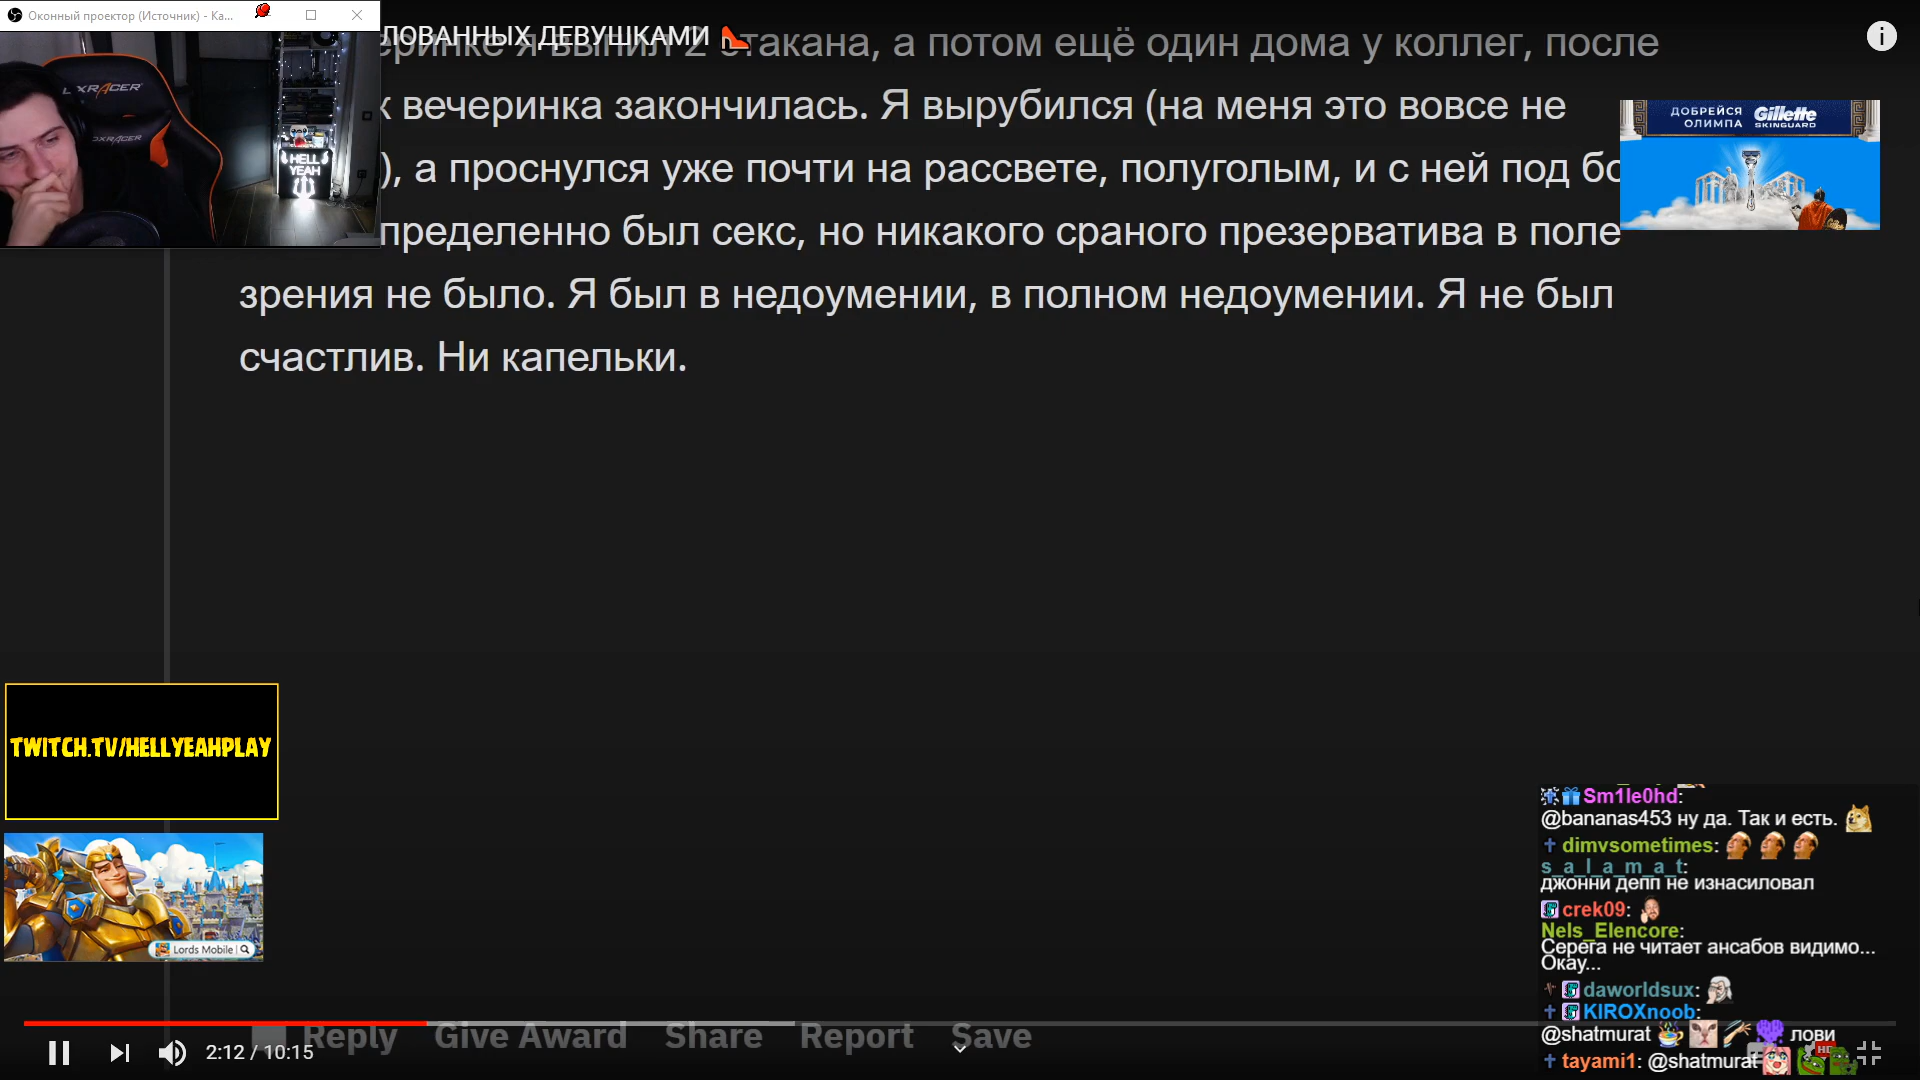 Оконный проектор (Источник) - Ка...
ЛОВАННЫХ ДЕВУШКАМИ
я выпил 2 стакана, а потом ещё один дома у коллег, после
к вечеринка закончилась. Я вырубился (на меня это вовсе не
), а проснулся уже почти на рассвете, полуголым, и с ней под бо
пределенно был секс, но никакого сраного презерватива в поле
зрения не было. Я был в недоумении, в полном недоумении. Я не был
счастлив. Ни капельки.
HELL
YEAH
ДОБРЕЙСЯ
ОЛИМПА
Gillette
SKINGUARD
TWITCH.TV/HELLYEAHPLAY
Lords Mobile
Sm1le0hd:
@bananas453 ну да. Так и есть.
dimvsometimes:
s_a_l_a_m_a_t:
джонни депп не изнасиловал
crek09:
Nels_Elencore:
Серега не читает ансабов видимо...
Окау...
daworldsux:
KIROXnoob:
@shatmurat лови
tayami1: @shatmurat
Reply Give Award Share Report Save
2:12 / 10:15
HD